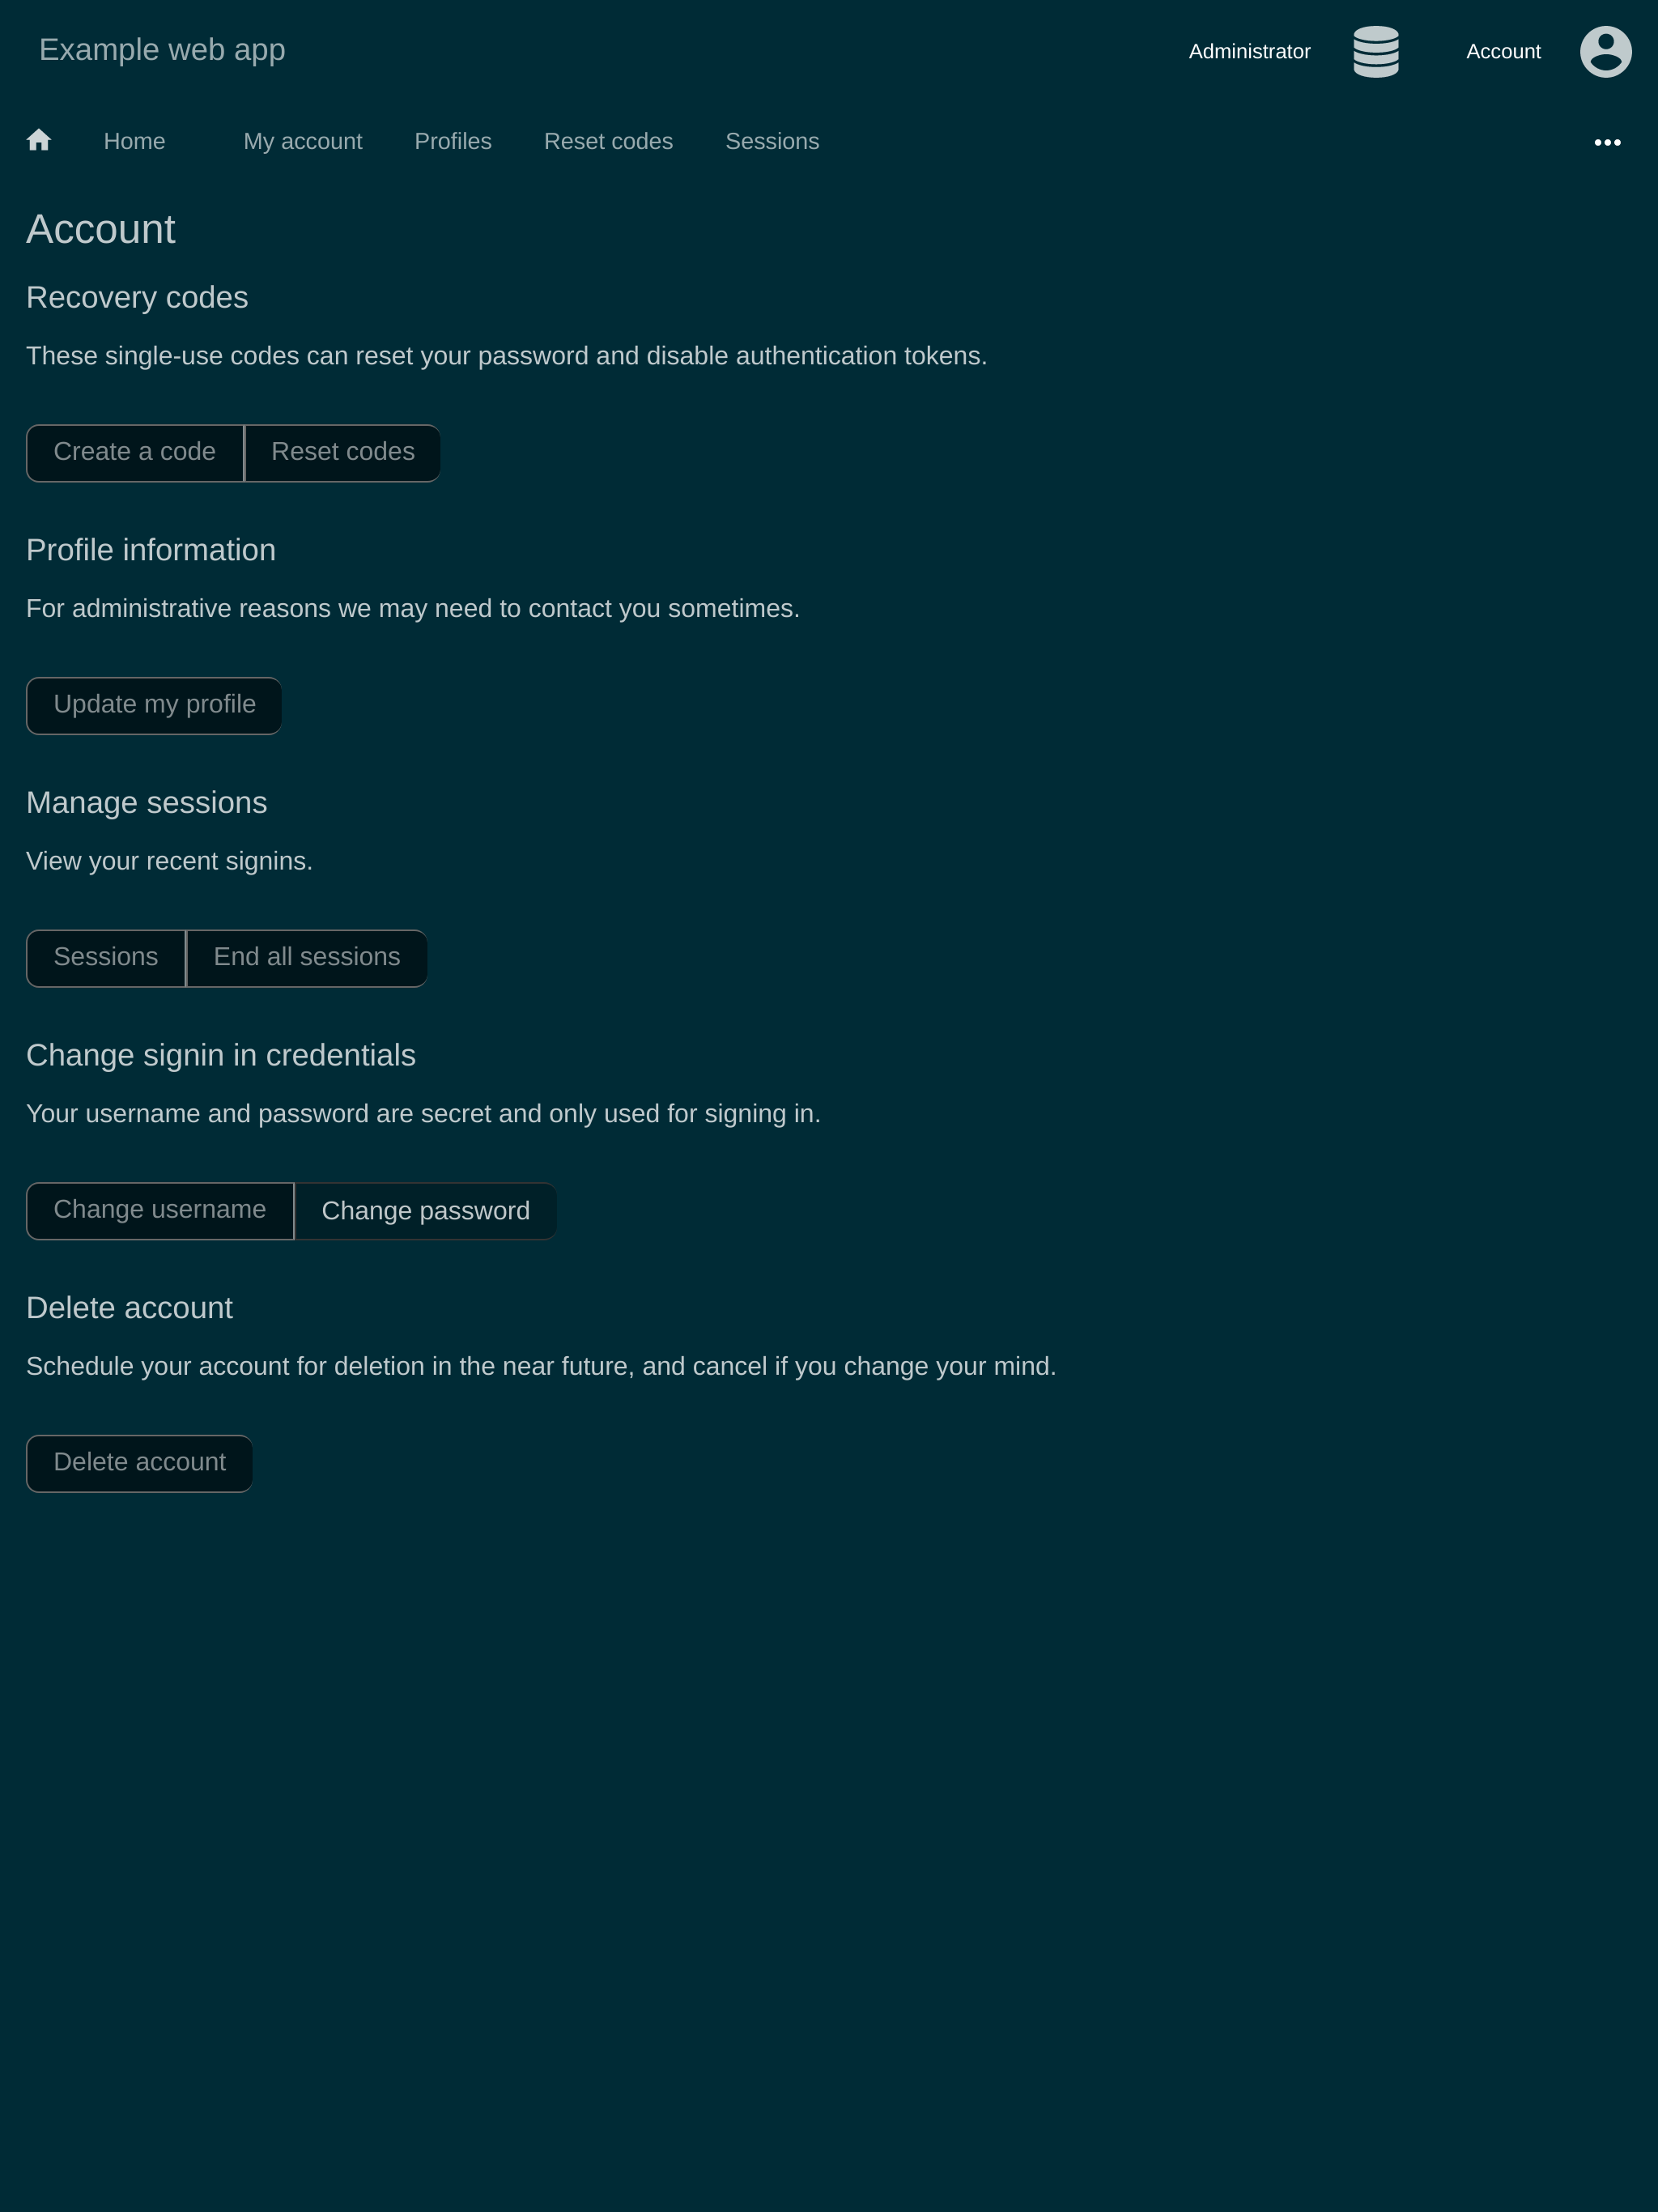 Example web app
Administrator
Account
Home
My account
Profiles
Reset codes
Sessions
Account
Recovery codes
These single-use codes can reset your password and disable authentication tokens.
Create a code
Reset codes
Profile information
For administrative reasons we may need to contact you sometimes.
Update my profile
Manage sessions
View your recent signins.
Sessions
End all sessions
Change signin in credentials
Your username and password are secret and only used for signing in.
Change username
Change password
Delete account
Schedule your account for deletion in the near future, and cancel if you change your mind.
Delete account